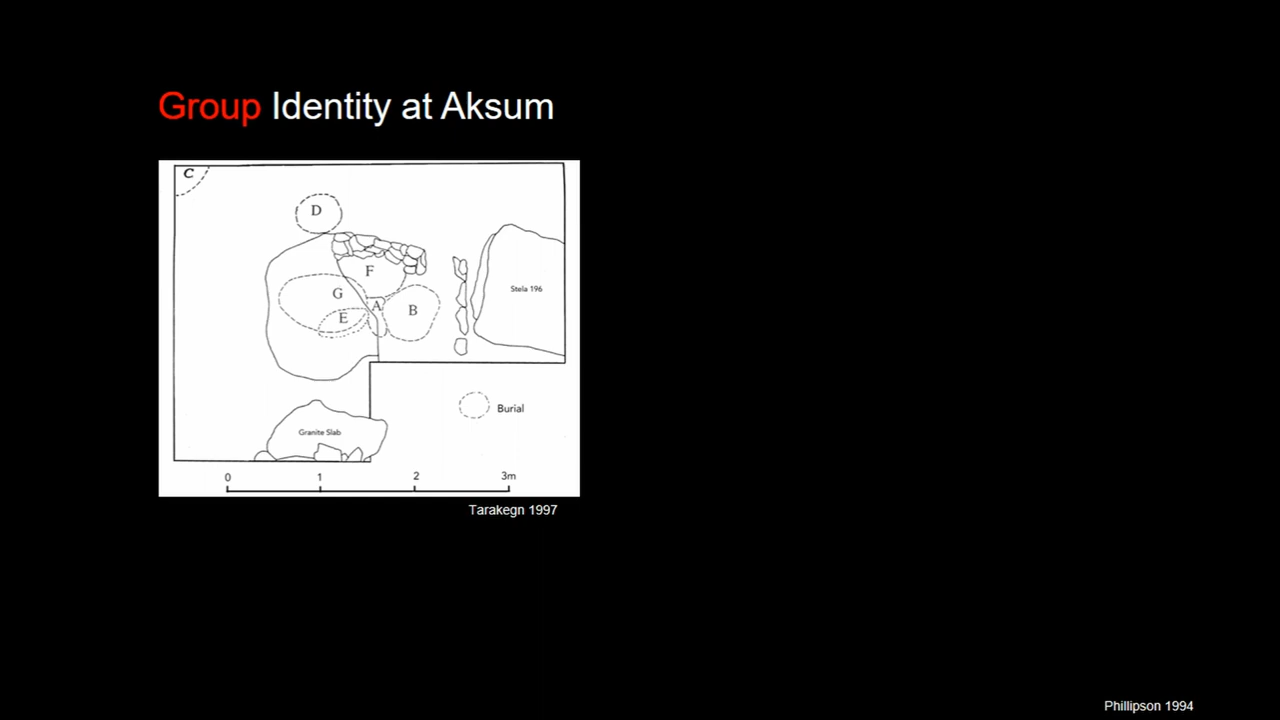 Group Identity at Aksum
C
D
F
G
A
B
E
Stela 196
Burial
Granite Slab
0 1 2 3m
Tarakegn 1997
Phillipson 1994